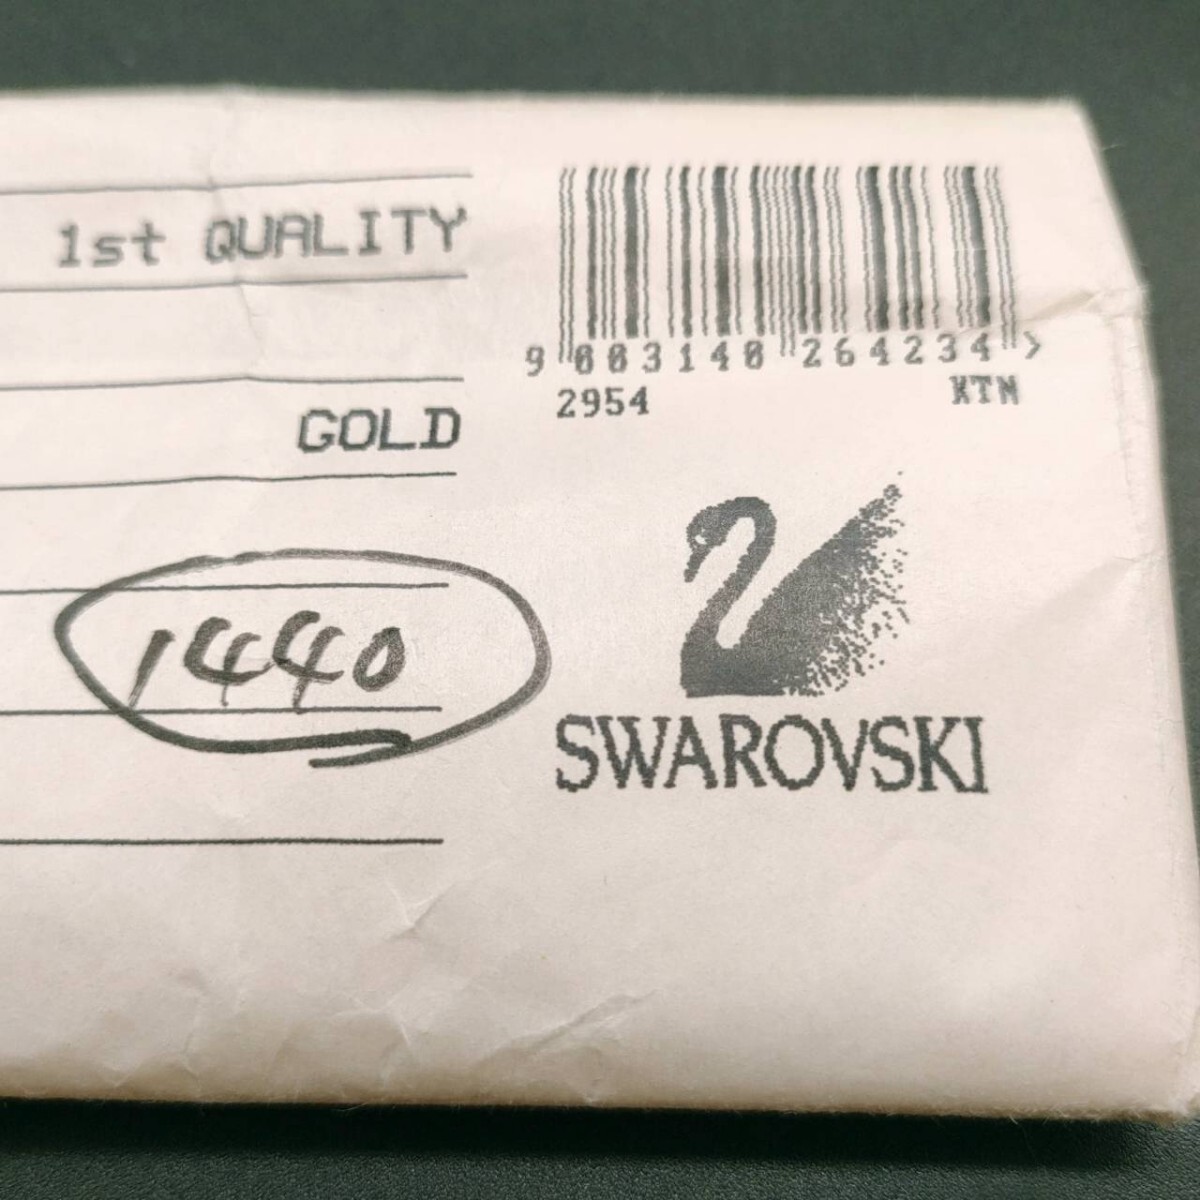 1st QUALITY
GOLD
1440
9 003140 264234 >
2954 XTN
SWAROVSKI